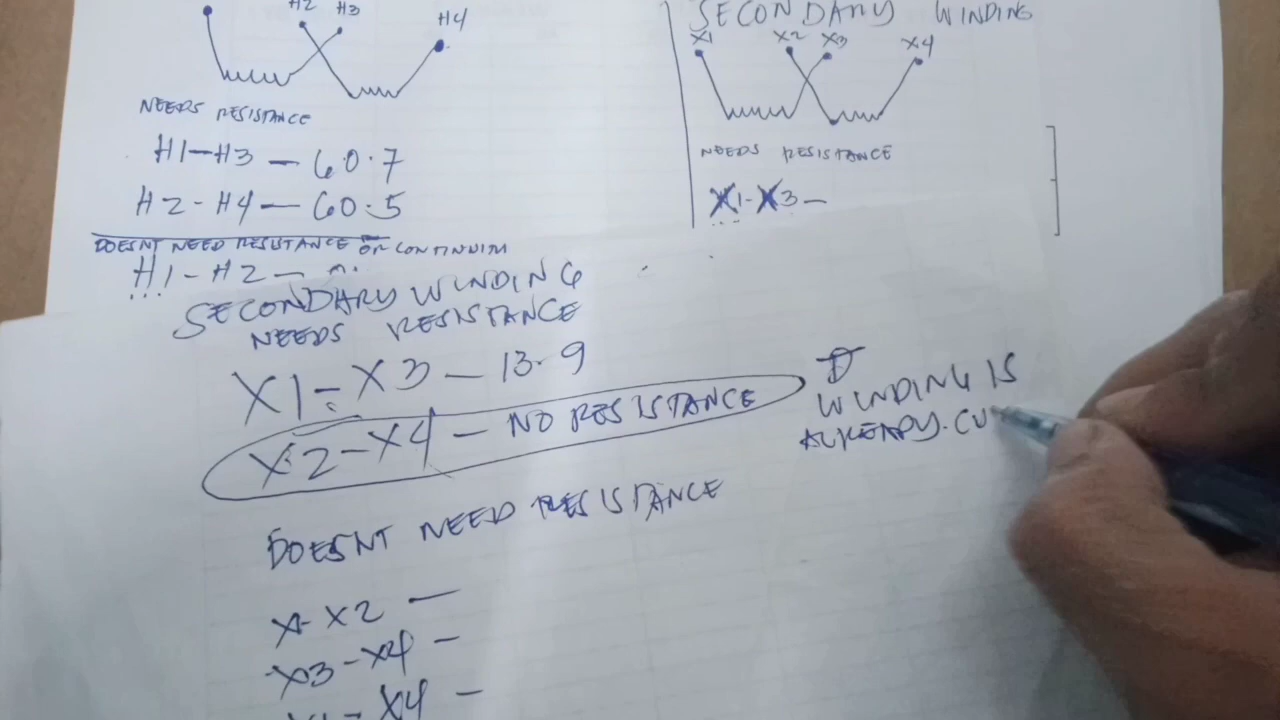 H2 H3
H4
NEEDS RESISTANCE
H1-H3 - 60.7
H2-H4 - 60.5
DOESNT NEED RESISTANCE OR CONTINUITY
H1-H2 -
SECONDARY WINDING
X1 X2 X3 X4
NEEDS RESISTANCE
X1-X3 -
SECONDARY WINDING
NEEDS RESISTANCE
X1-X3 - 13.9
X2-X4 - NO RESISTANCE
WINDING IS
ALREADY. CU
DOESNT NEED RESISTANCE
X-X2 -
X3-X4 -
X1-X4 -